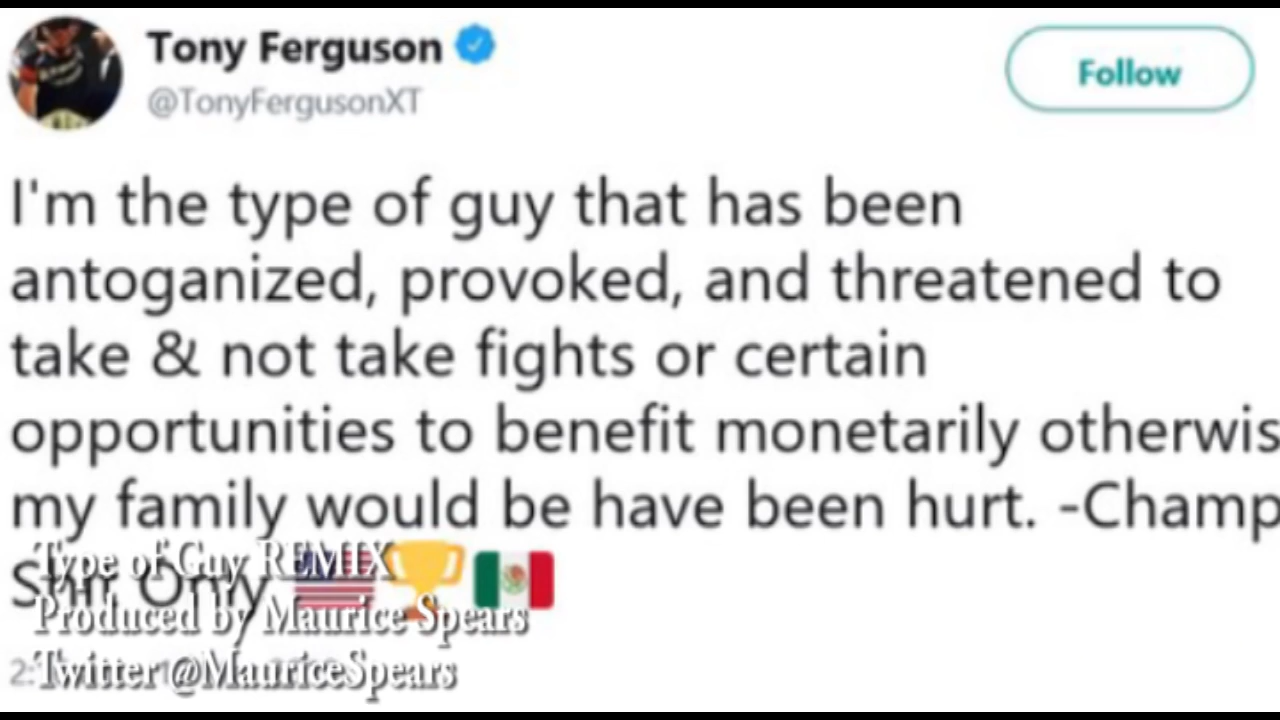 Tony Ferguson
@TonyFergusonXT
Follow
I'm the type of guy that has been
antoganized, provoked, and threatened to
take & not take fights or certain
opportunities to benefit monetarily otherwis
my family would be have been hurt. -Champ
Only
Type of Guy REMIX
Produced by Maurice Spears
Twitter @MauriceSpears